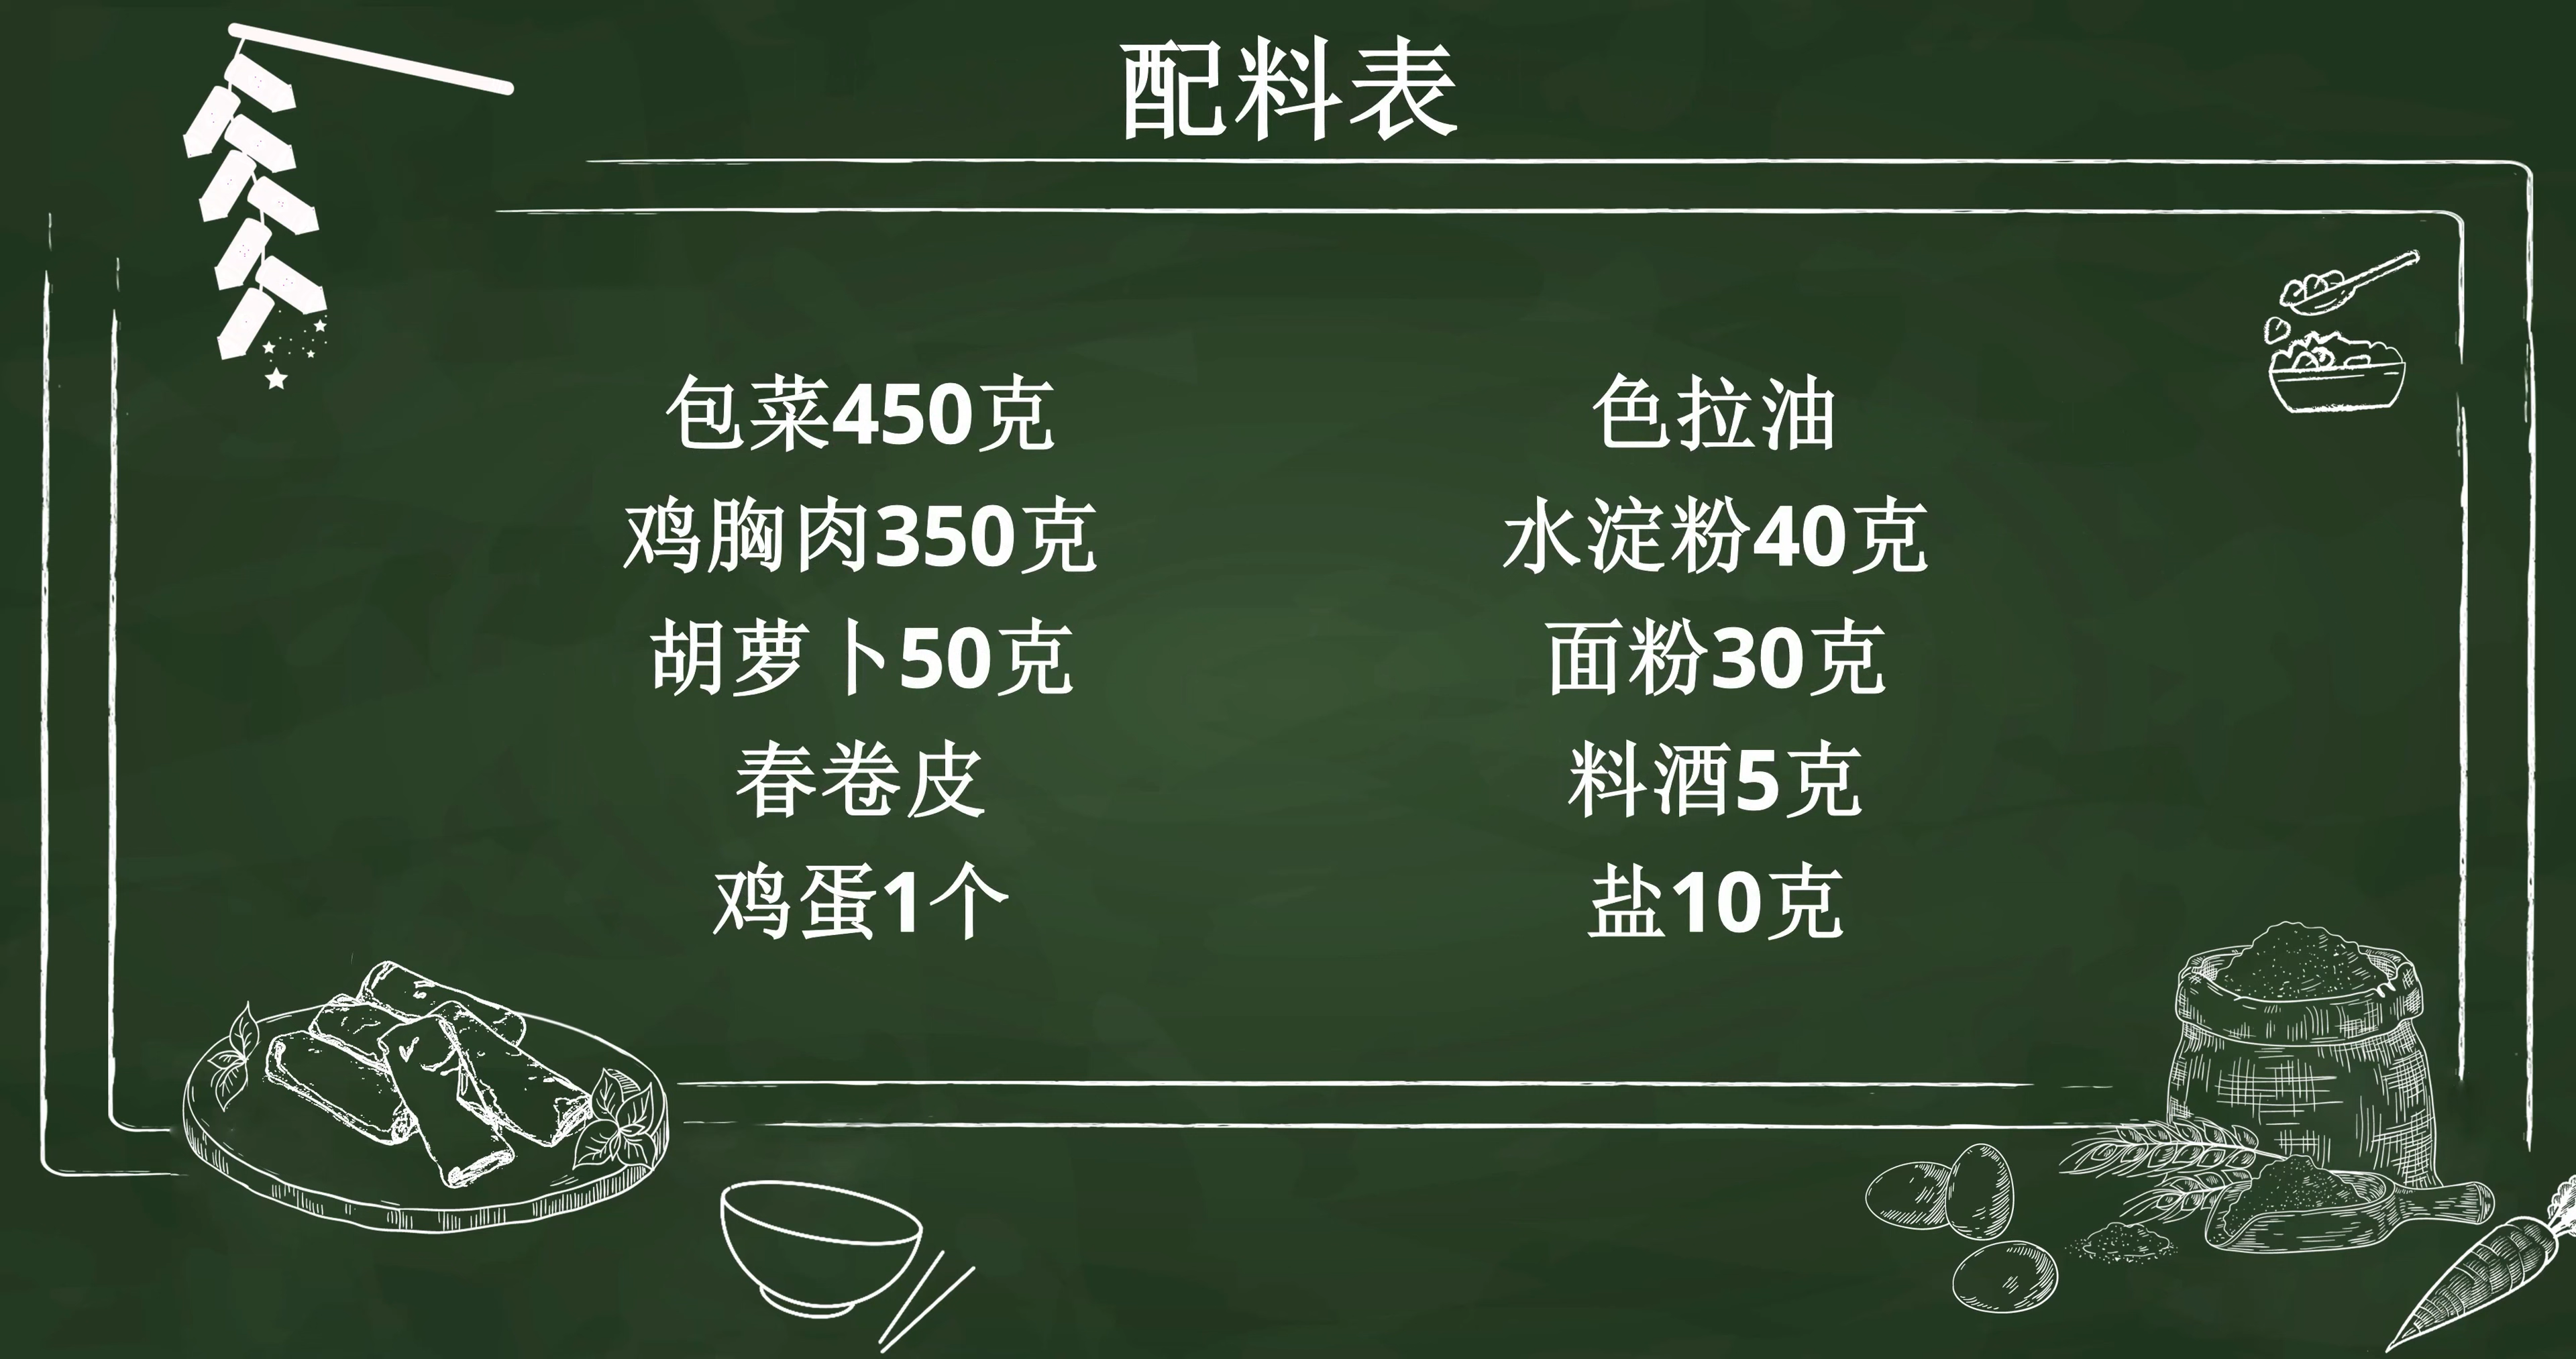 配料表
包菜450克
鸡胸肉350克
胡萝卜50克
春卷皮
鸡蛋1个
色拉油
水淀粉40克
面粉30克
料酒5克
盐10克